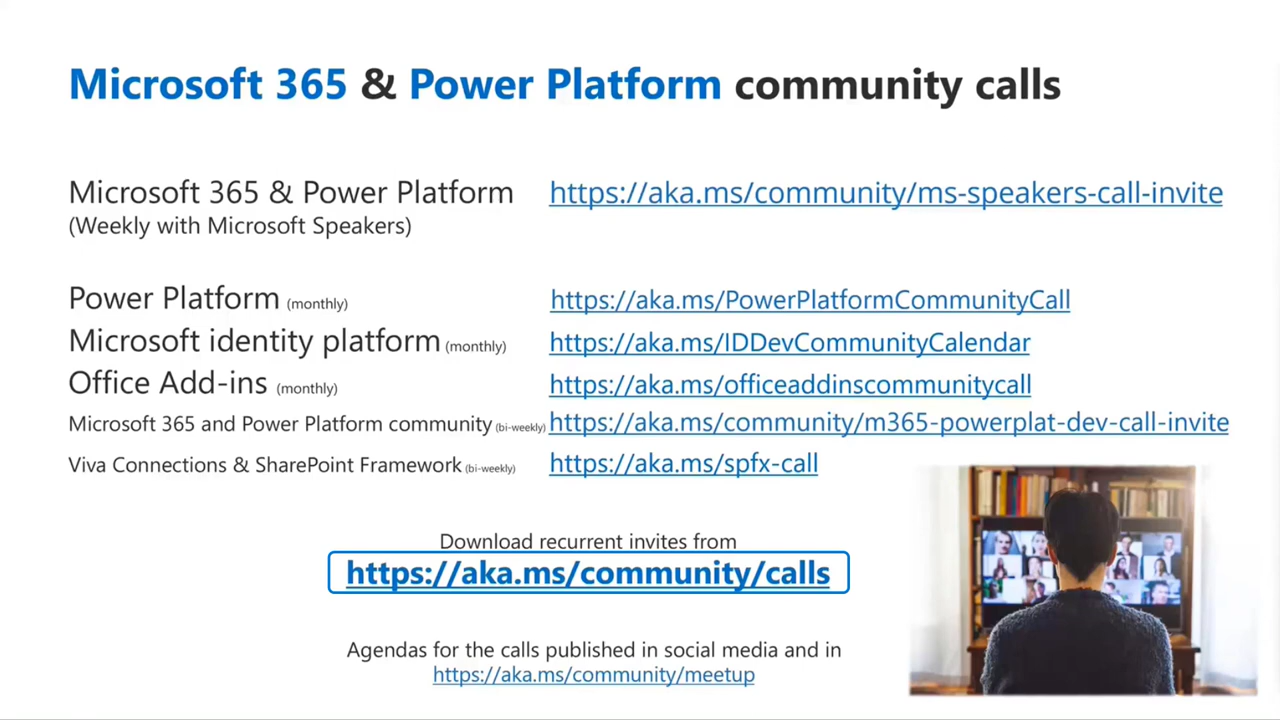 Microsoft 365 & Power Platform community calls
Microsoft 365 & Power Platform https://aka.ms/community/ms-speakers-call-invite
(Weekly with Microsoft Speakers)
Power Platform (monthly) https://aka.ms/PowerPlatformCommunityCall
Microsoft identity platform (monthly) https://aka.ms/IDDevCommunityCalendar
Office Add-ins (monthly) https://aka.ms/officeaddinscommunitycall
Microsoft 365 and Power Platform community (bi-weekly) https://aka.ms/community/m365-powerplat-dev-call-invite
Viva Connections & SharePoint Framework (bi-weekly) https://aka.ms/spfx-call
Download recurrent invites from
https://aka.ms/community/calls
Agendas for the calls published in social media and in
https://aka.ms/community/meetup